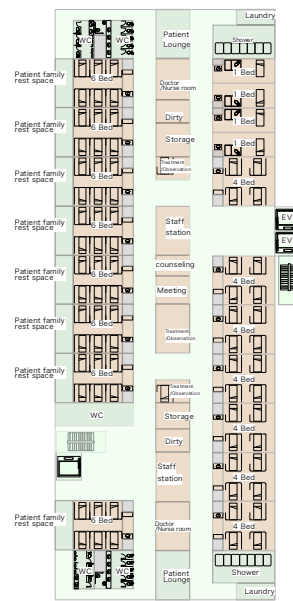 Laundry
WC
WC
Patient
Lounge
Shower
Patient family
rest space
6 Bed
Doctor
/Nurse room
1 Bed
1 Bed
Dirty
Patient family
rest space
6 Bed
1 Bed
Storage
1 Bed
Treatment
/Observation
Patient family
rest space
6 Bed
4 Bed
Patient family
rest space
6 Bed
Staff
station
EV
EV
Patient family
rest space
6 Bed
counseling
4 Bed
Meeting
Patient family
rest space
6 Bed
4 Bed
Treatment
/Observation
Patient family
rest space
6 Bed
4 Bed
Treatment
/Observation
WC
Storage
4 Bed
Dirty
4 Bed
Staff
station
4 Bed
Patient family
rest space
6 Bed
Doctor
/Nurse room
4 Bed
WC
WC
Patient
Lounge
Shower
Laundry